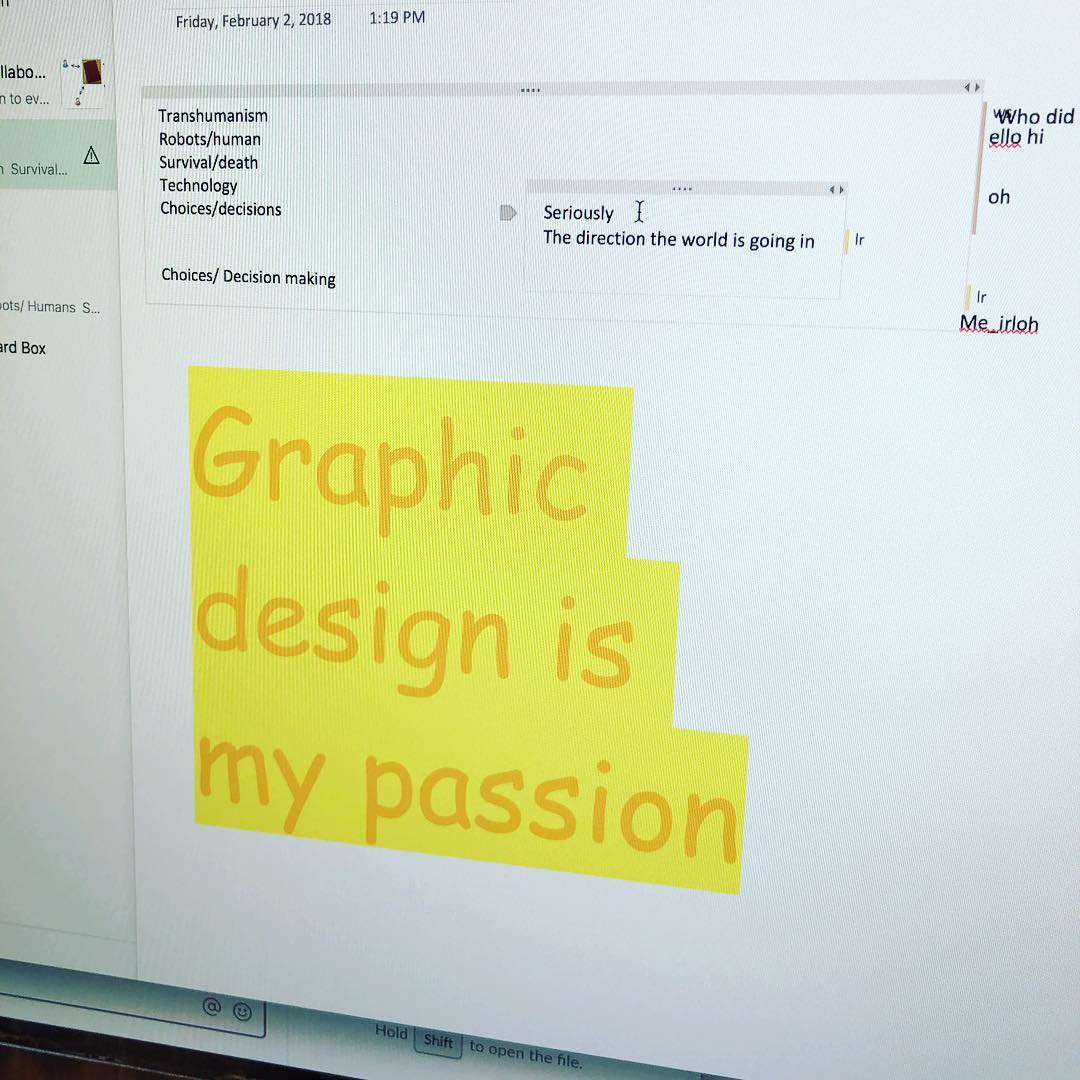 Friday, February 2, 2018 1:19 PM
llabo...
n to ev...
Survival...
ots/ Humans S...
ard Box
Transhumanism
Robots/human
Survival/death
Technology
Choices/decisions
Choices/ Decision making
Seriously
The direction the world is going in
Ir
Who did
ello hi
oh
Ir
Me_irloh
Graphic
design is
my passion
@
Hold Shift to open the file.